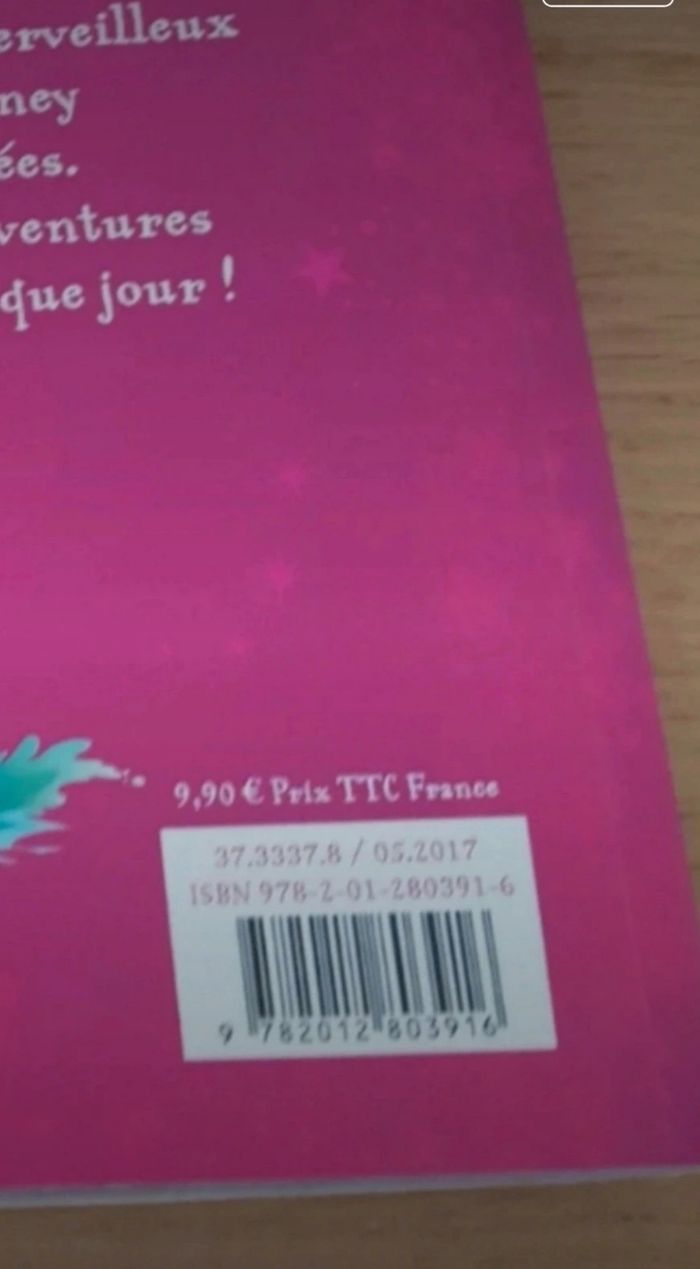 erveilleux
ney
ées.
ventures
que jour !
9,90 € Prix TTC France
37.3337.8 / 05.2017
ISBN 978-2-01-280391-6
9 782012 803916